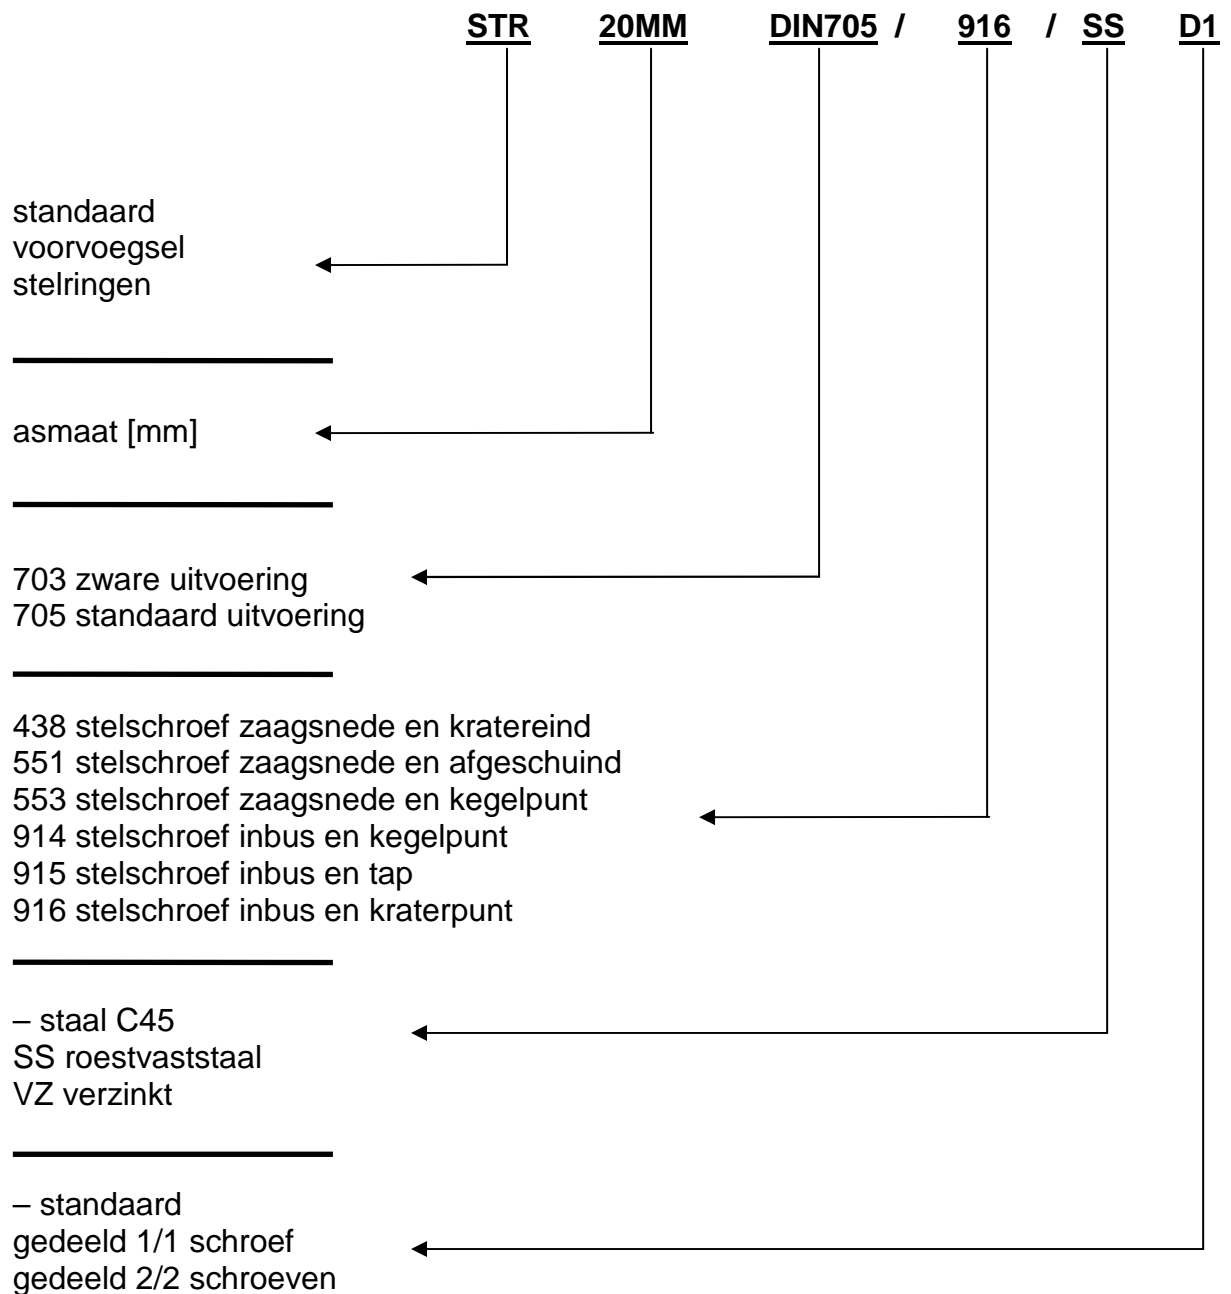 STR 20MM DIN705 / 916 / SS D1
standaard
voorvoegsel
stelringen
asmaat [mm]
703 zware uitvoering
705 standaard uitvoering
438 stelschroef zaagsnede en kratereind
551 stelschroef zaagsnede en afgeschuind
553 stelschroef zaagsnede en kegelpunt
914 stelschroef inbus en kegelpunt
915 stelschroef inbus en tap
916 stelschroef inbus en kraterpunt
– staal C45
SS roestvaststaal
VZ verzinkt
– standaard
gedeeld 1/1 schroef
gedeeld 2/2 schroeven